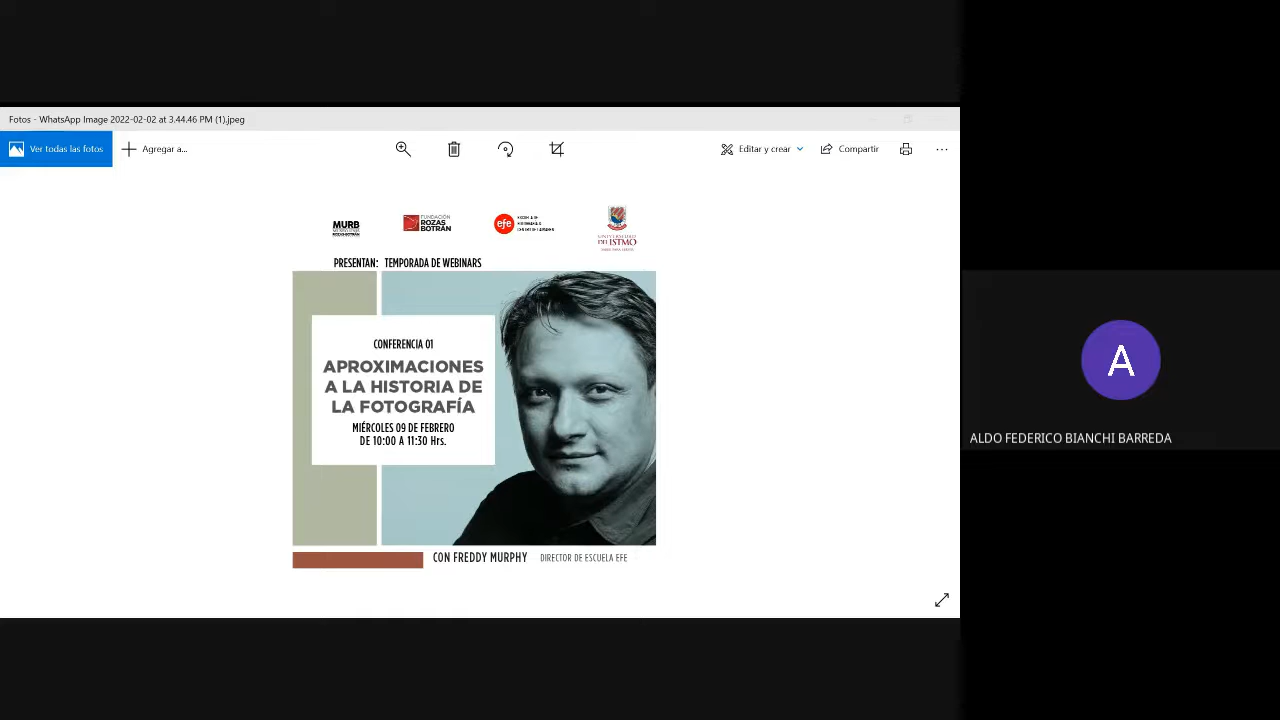 Fotos - WhatsApp Image 2022-02-02 at 3.44.46 PM (1).jpeg
Ver todas las fotos
Agregar a...
Editar y crear
Compartir
MURB
FUNDACIÓN
ROZAS
BOTRÁN
efe
UNIVERSIDAD
DEL ISTMO
PRESENTAN: TEMPORADA DE WEBINARS
CONFERENCIA 01
APROXIMACIONES
A LA HISTORIA DE
LA FOTOGRAFÍA
MIÉRCOLES 09 DE FEBRERO
DE 10:00 A 11:30 Hrs.
CON FREDDY MURPHY DIRECTOR DE ESCUELA EFE
A
ALDO FEDERICO BIANCHI BARREDA